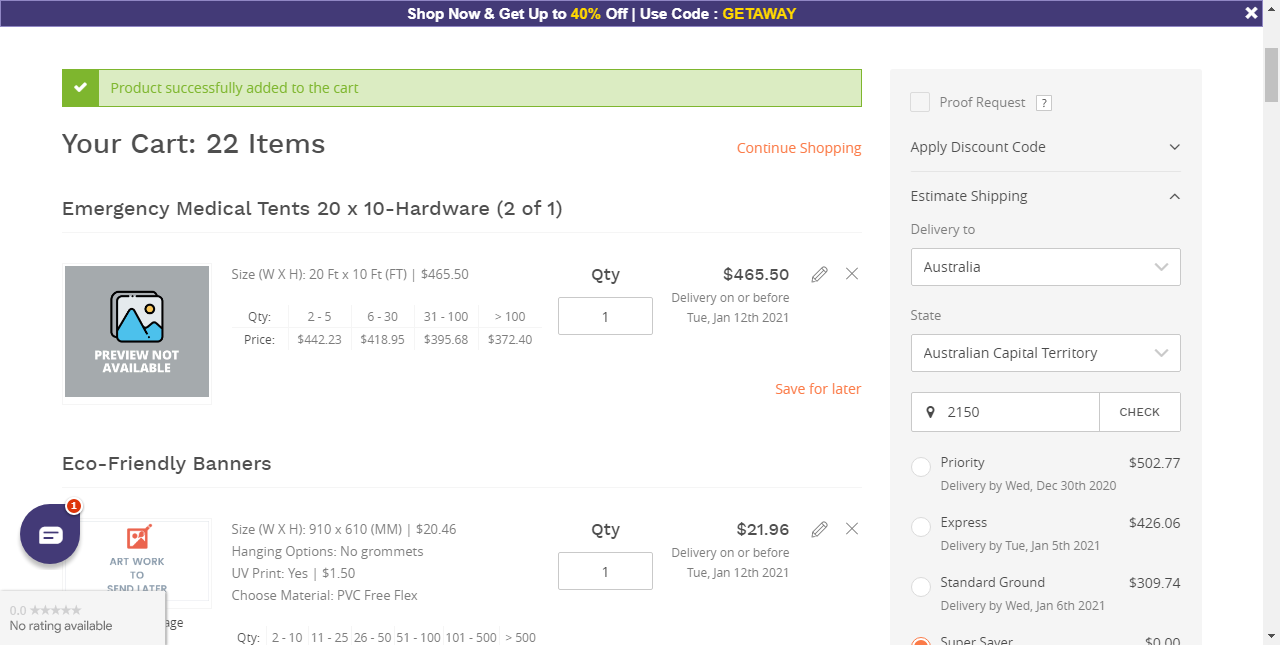 Shop Now & Get Up to 40% Off | Use Code : GETAWAY
Product successfully added to the cart
Your Cart: 22 Items
Continue Shopping
Emergency Medical Tents 20 x 10-Hardware (2 of 1)
PREVIEW NOT
AVAILABLE
Size (W X H): 20 Ft x 10 Ft (FT) | $465.50
Qty: 2 - 5 6 - 30 31 - 100 > 100
Price: $442.23 $418.95 $395.68 $372.40
Qty
1
$465.50
Delivery on or before
Tue, Jan 12th 2021
Save for later
Eco-Friendly Banners
ART WORK
TO
SEND LATER
Size (W X H): 910 x 610 (MM) | $20.46
Hanging Options: No grommets
UV Print: Yes | $1.50
Choose Material: PVC Free Flex
Qty: 2 - 10 11 - 25 26 - 50 51 - 100 101 - 500 > 500
Qty
1
$21.96
Delivery on or before
Tue, Jan 12th 2021
1
0.0
No rating available
Proof Request ?
Apply Discount Code
Estimate Shipping
Delivery to
Australia
State
Australian Capital Territory
2150 CHECK
Priority $502.77
Delivery by Wed, Dec 30th 2020
Express $426.06
Delivery by Tue, Jan 5th 2021
Standard Ground $309.74
Delivery by Wed, Jan 6th 2021
Super Saver $0.00